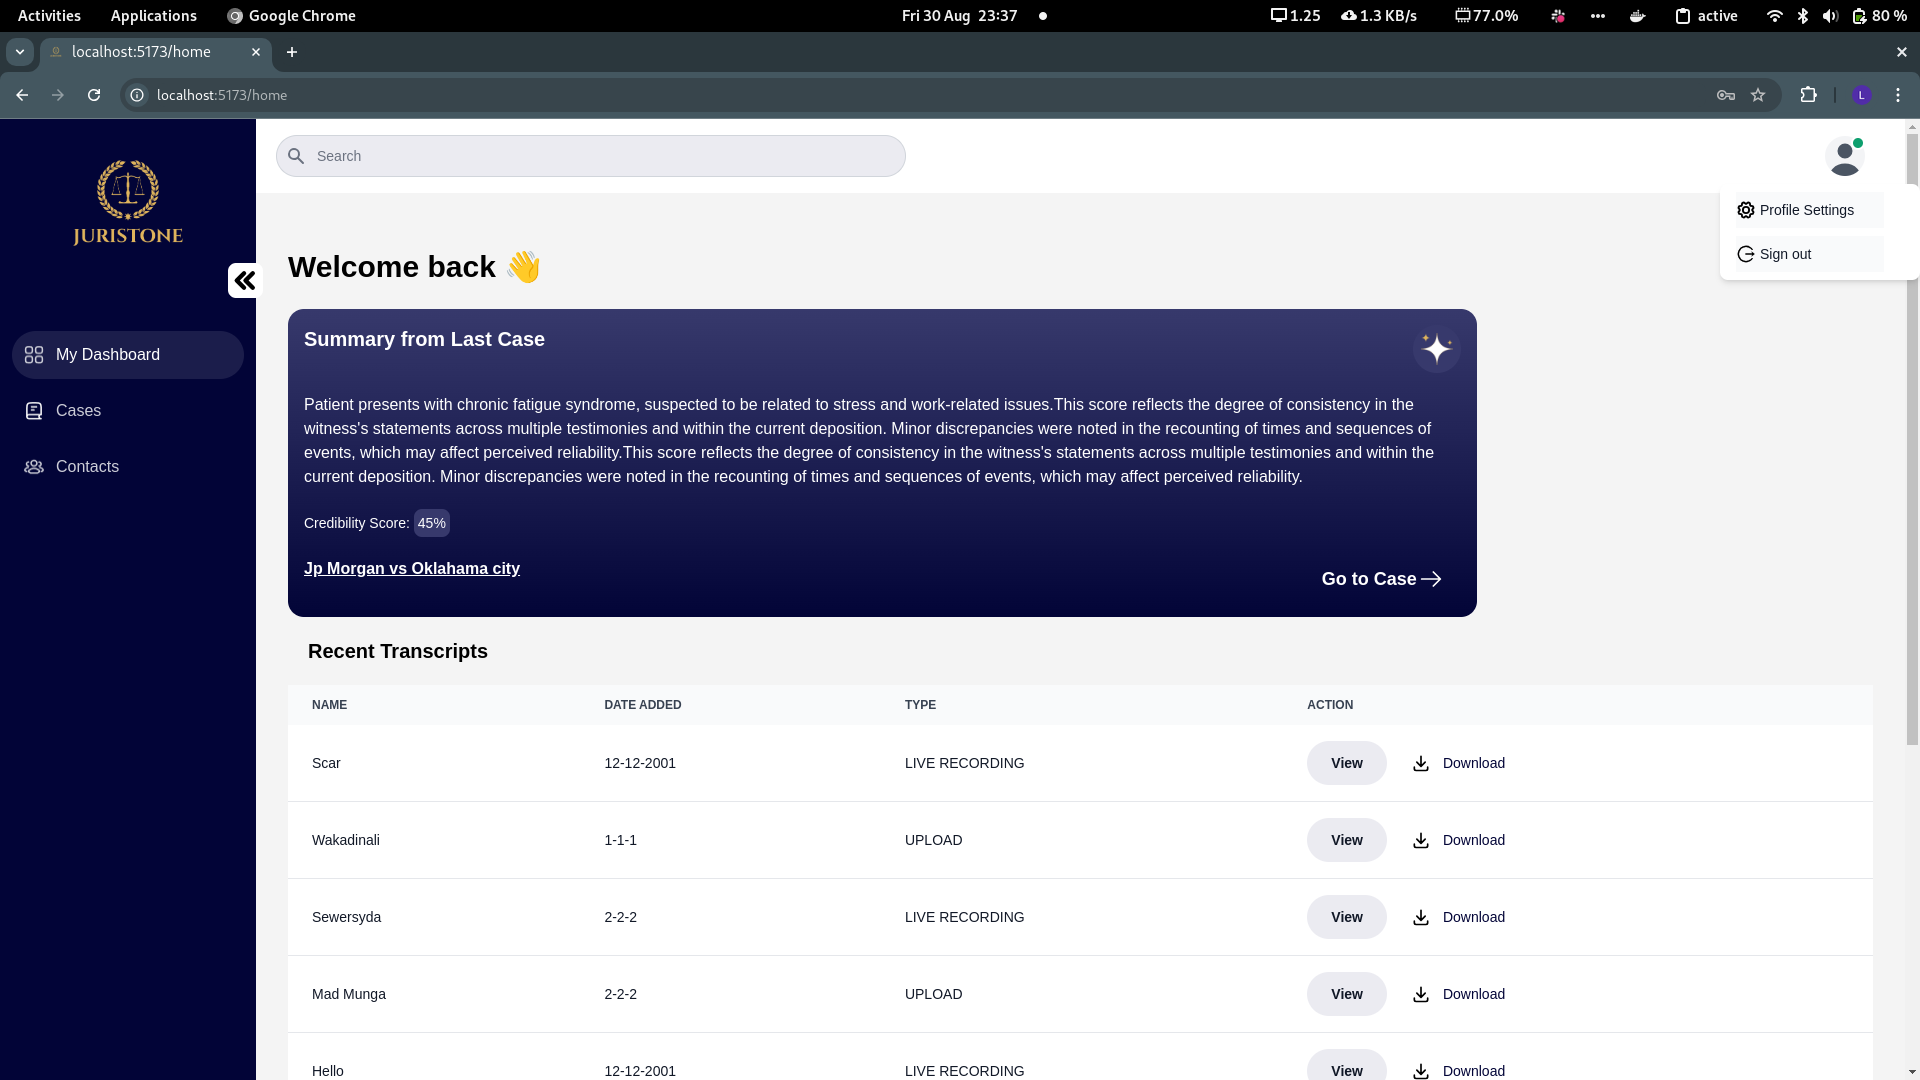 Activities Applications Google Chrome Fri 30 Aug 23:37 1.25 1.3 KB/s 77.0% active 80 %
localhost:5173/home
localhost:5173/home L
JURISTONE
Search
Profile Settings
Sign out
My Dashboard
Cases
Contacts
Welcome back 👋
Summary from Last Case
Patient presents with chronic fatigue syndrome, suspected to be related to stress and work-related issues.This score reflects the degree of consistency in the
witness's statements across multiple testimonies and within the current deposition. Minor discrepancies were noted in the recounting of times and sequences of
events, which may affect perceived reliability.This score reflects the degree of consistency in the witness's statements across multiple testimonies and within the
current deposition. Minor discrepancies were noted in the recounting of times and sequences of events, which may affect perceived reliability.
Credibility Score: 45%
Jp Morgan vs Oklahama city
Go to Case
Recent Transcripts
NAME DATE ADDED TYPE ACTION
Scar 12-12-2001 LIVE RECORDING View Download
Wakadinali 1-1-1 UPLOAD View Download
Sewersyda 2-2-2 LIVE RECORDING View Download
Mad Munga 2-2-2 UPLOAD View Download
Hello 12-12-2001 LIVE RECORDING View Download